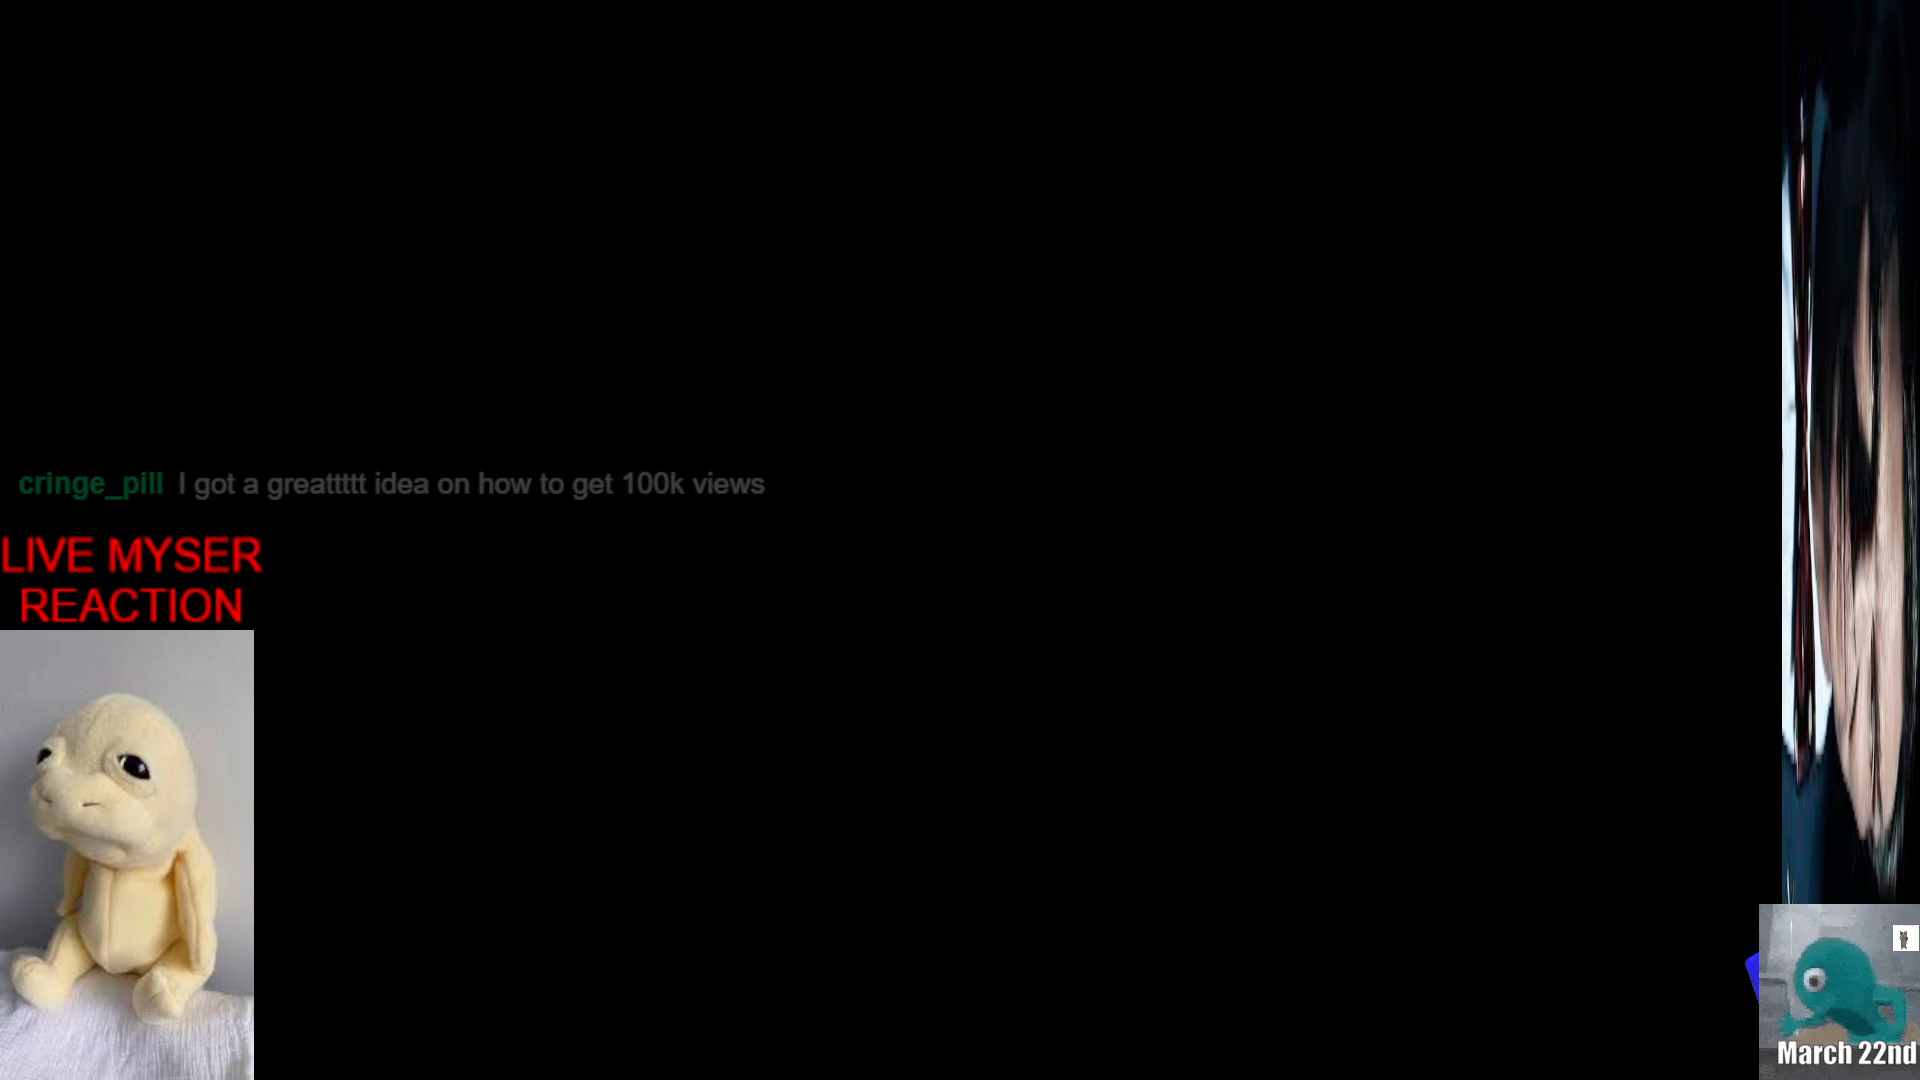 cringe_pill I got a greattttt idea on how to get 100k views
LIVE MYSER
REACTION
March 22nd